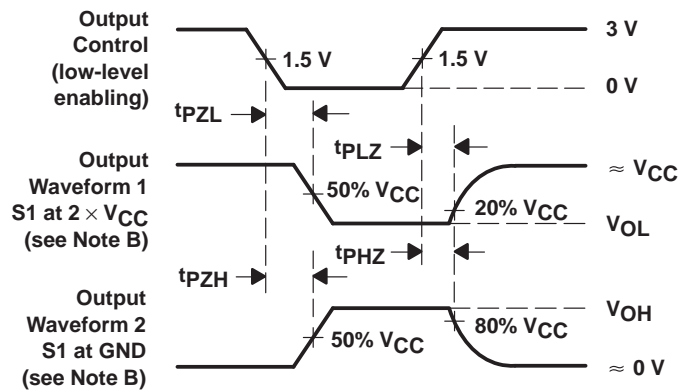 Output
Control
(low-level
enabling)
1.5 V
1.5 V
3 V
0 V
tPZL
tPLZ
Output
Waveform 1
S1 at 2 × VCC
(see Note B)
50% VCC
20% VCC
≈ VCC
VOL
tPZH
tPHZ
Output
Waveform 2
S1 at GND
(see Note B)
50% VCC
80% VCC
VOH
≈ 0 V